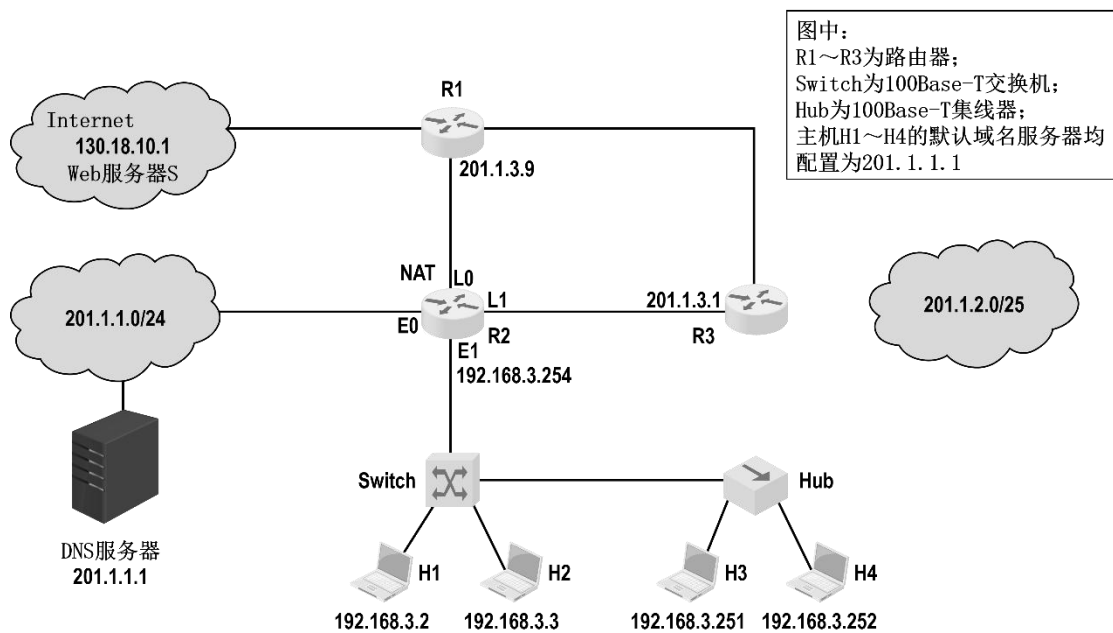 图中：
R1～R3为路由器；
Switch为100Base-T交换机；
Hub为100Base-T集线器；
主机H1～H4的默认域名服务器均
配置为201.1.1.1
R1
Internet
130.18.10.1
Web服务器S
201.1.3.9
NAT
L0
L1
201.1.3.1
201.1.1.0/24
E0
R2
R3
201.1.2.0/25
E1
192.168.3.254
Switch
Hub
DNS服务器
201.1.1.1
H1
H2
H3
H4
192.168.3.2
192.168.3.3
192.168.3.251
192.168.3.252